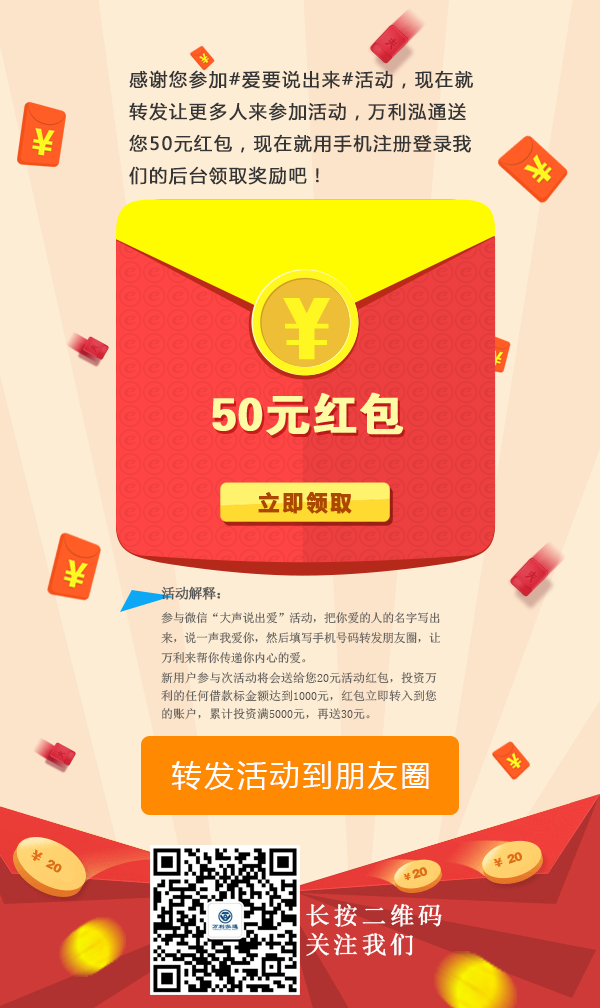 感谢您参加#爱要说出来#活动，现在就
转发让更多人来参加活动，万利泓通送
您50元红包，现在就用手机注册登录我
们的后台领取奖励吧！
¥
50元红包
立即领取
活动解释：
参与微信“大声说出爱”活动，把你爱的人的名字写出
来，说一声我爱你，然后填写手机号码转发朋友圈，让
万利来帮你传递你内心的爱。
新用户参与次活动将会送给您20元活动红包，投资万
利的任何借款标金额达到1000元，红包立即转入到您
的账户，累计投资满5000元，再送30元。
转发活动到朋友圈
¥ 20
¥ 20
¥ 20
万利泓通
长按二维码
关注我们